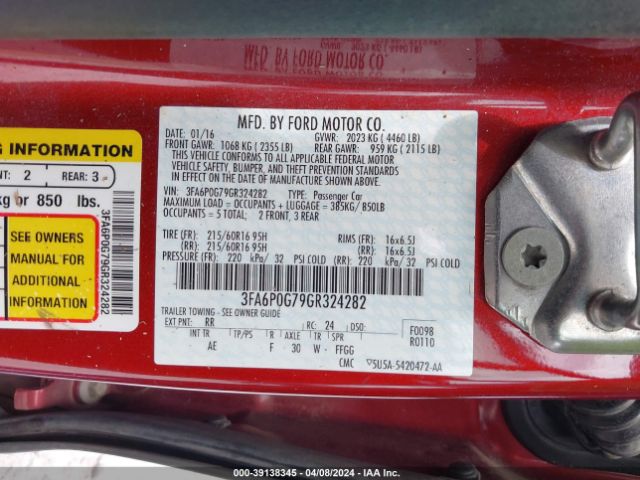 MFD. BY FORD MOTOR CO.
NG INFORMATION
NT: 2 REAR: 3
kg or 850 lbs.
SEE OWNERS
MANUAL FOR
ADDITIONAL
INFORMATION
3FA6P0G79GR324282
MFD. BY FORD MOTOR CO.
DATE: 01/16 GVWR: 2023 KG ( 4460 LB)
FRONT GAWR: 1068 KG ( 2355 LB) REAR GAWR: 959 KG ( 2115 LB)
THIS VEHICLE CONFORMS TO ALL APPLICABLE FEDERAL MOTOR
VEHICLE SAFETY, BUMPER, AND THEFT PREVENTION STANDARDS
IN EFFECT ON THE DATE OF MANUFACTURE SHOWN ABOVE.
VIN: 3FA6P0G79GR324282 TYPE: Passenger Car
MAXIMUM LOAD = OCCUPANTS + LUGGAGE = 385KG/ 850LB
OCCUPANTS = 5 TOTAL: 2 FRONT, 3 REAR
TIRE (FR): 215/60R16 95H RIMS (FR): 16x6.5J
(RR): 215/60R16 95H (RR): 16x6.5J
PRESSURE (FR): 220 kPa/ 32 PSI COLD (RR): 220 kPa/ 32 PSI COLD
3FA6P0G79GR324282
TRAILER TOWING - SEE OWNER GUIDE
EXT PNT: RR RC: 24 DSO: F0098
INT TR TP/PS R AXLE TR SPR R0110
AE F 30 W - FFGG
CMC 5U5A-5420472-AA
000-39138345 - 04/08/2024 - IAA Inc.